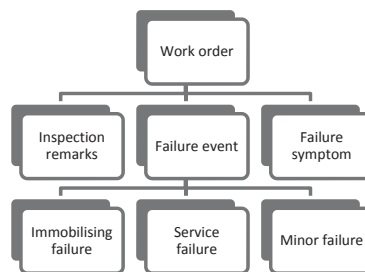 Work order
Inspection
remarks
Failure event
Failure
symptom
Immobilising
failure
Service
failure
Minor failure